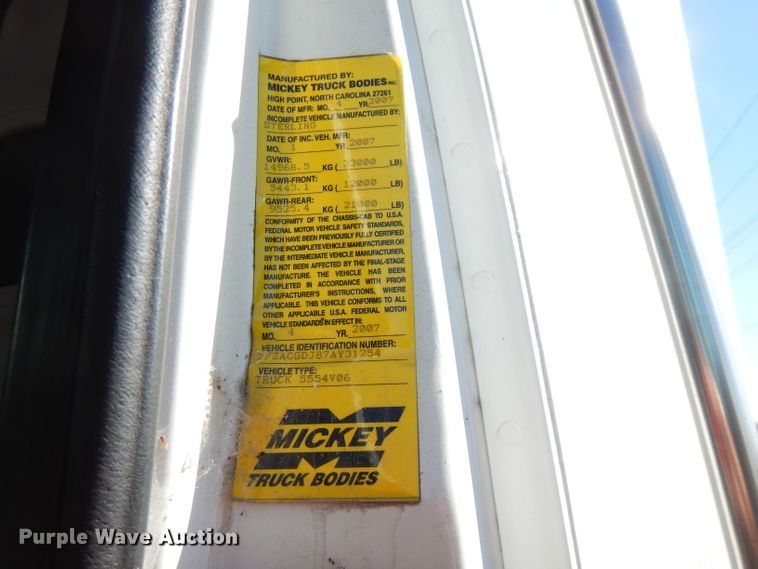 MANUFACTURED BY:
MICKEY TRUCK BODIES INC.
HIGH POINT, NORTH CAROLINA 27261
DATE OF MFR: MO. 4 YR. 2007
INCOMPLETE VEHICLE MANUFACTURED BY:
STERLING
DATE OF INC. VEH. MFR:
MO. 1 YR. 2007
GVWR:
14968.5 KG ( 33000 LB)
GAWR-FRONT:
5443.1 KG ( 12000 LB)
GAWR-REAR:
9525.4 KG ( 21000 LB)
CONFORMITY OF THE CHASSIS-CAB TO U.S.A.
FEDERAL MOTOR VEHICLE SAFETY STANDARDS,
WHICH HAVE BEEN PREVIOUSLY FULLY CERTIFIED
BY THE INCOMPLETE VEHICLE MANUFACTURER OR
BY THE INTERMEDIATE VEHICLE MANUFACTURER,
HAS NOT BEEN AFFECTED BY THE FINAL-STAGE
MANUFACTURE. THE VEHICLE HAS BEEN
COMPLETED IN ACCORDANCE WITH PRIOR
MANUFACTURER'S INSTRUCTIONS, WHERE
APPLICABLE. THIS VEHICLE CONFORMS TO ALL
OTHER APPLICABLE U.S.A. FEDERAL MOTOR
VEHICLE STANDARDS IN EFFECT IN:
MO. 4 YR. 2007
VEHICLE IDENTIFICATION NUMBER:
VEHICLE TYPE:
TRUCK 5554V06
M
MICKEY
TRUCK BODIES
Purple Wave Auction